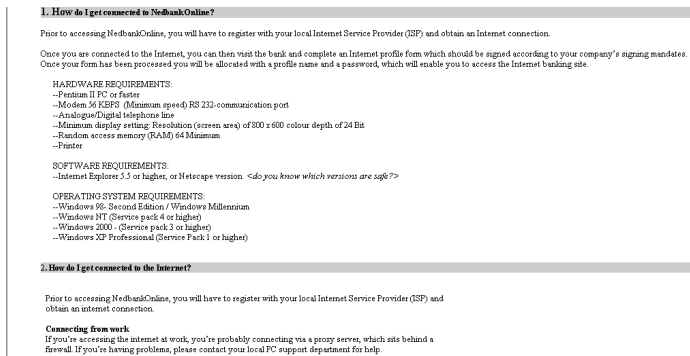 1. How do I get connected to NedbankOnline?
Prior to accessing NedbankOnline, you will have to register with your local Internet Service Provider (ISP) and obtain an Internet connection.
Once you are connected to the Internet, you can then visit the bank and complete an Internet profile form which should be signed according to your company's signing mandates.
Once your form has been processed you will be allocated with a profile name and a password, which will enable you to access the Internet banking site.
HARDWARE REQUIREMENTS:
--Pentium II PC or faster
--Modem 56 KBPS (Minimum speed) RS 232-communication port
--Analogue/Digital telephone line
--Minimum display setting: Resolution (screen area) of 800 x 600 colour depth of 24 Bit
--Random access memory (RAM) 64 Minimum
--Printer
SOFTWARE REQUIREMENTS:
--Internet Explorer 5.5 or higher, or Netscape version <do you know which versions are safe?>
OPERATING SYSTEM REQUIREMENTS:
--Windows 98- Second Edition / Windows Millennium
--Windows NT (Service pack 4 or higher)
--Windows 2000 - (Service pack 3 or higher)
--Windows XP Professional (Service Pack 1 or higher)
2. How do I get connected to the Internet?
Prior to accessing NedbankOnline, you will have to register with your local Internet Service Provider (ISP) and
obtain an internet connection.
Connecting from work
If you're accessing the internet at work, you're probably connecting via a proxy server, which sits behind a
firewall. If you're having problems, please contact your local PC support department for help.